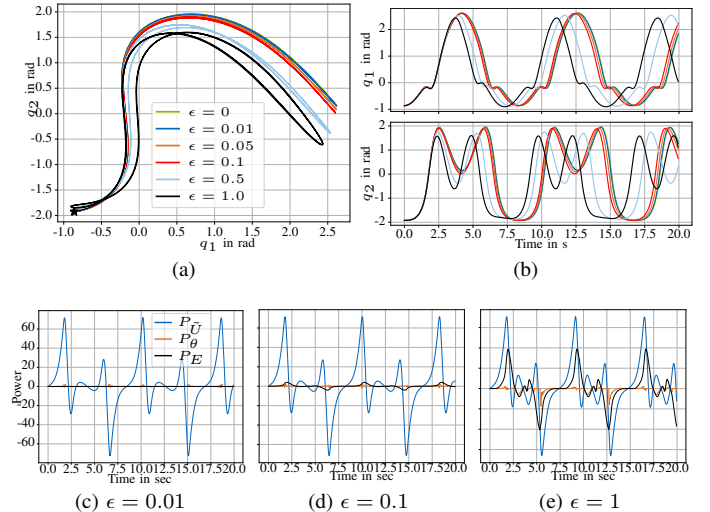 2.0
1.5
1.0
0.5
0.0
-0.5
-1.0
-1.5
-2.0
q2 in rad
ϵ = 0
ϵ = 0.01
ϵ = 0.05
ϵ = 0.1
ϵ = 0.5
ϵ = 1.0
-1.0 -0.5 0.0 0.5 1.0 1.5 2.0 2.5
q1 in rad
(a)
2
1
0
-1
q1 in rad
2
1
0
-1
-2
q2 in rad
0.0 2.5 5.0 7.5 10.0 12.5 15.0 17.5 20.0
Time in s
(b)
60
40
20
0
-20
-40
-60
Power
P_Ũ
P_θ
P_E
0.0 2.5 5.0 7.5 10.0 12.5 15.0 17.5 20.0
Time in sec
(c) ϵ = 0.01
0.0 2.5 5.0 7.5 10.0 12.5 15.0 17.5 20.0
Time in sec
(d) ϵ = 0.1
0.0 2.5 5.0 7.5 10.0 12.5 15.0 17.5 20.0
Time in sec
(e) ϵ = 1